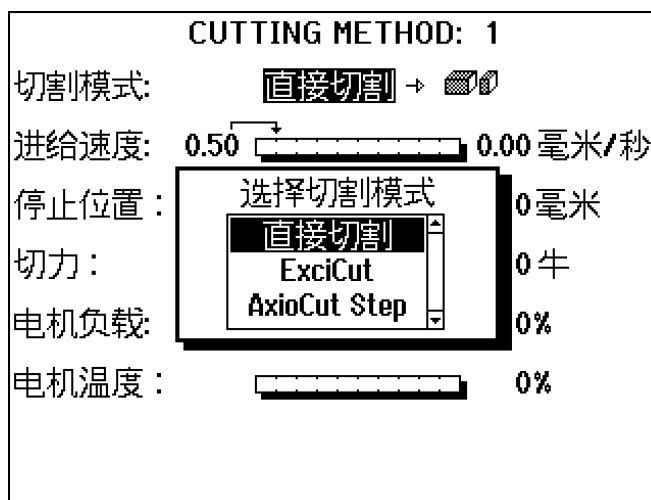 CUTTING METHOD: 1
切割模式: 直接切割
进给速度: 0.50 0.00 毫米/秒
停止位置: 0 毫米
切力: 0 牛
电机负载: 0%
电机温度: 0%
选择切割模式
直接切割
ExciCut
AxioCut Step